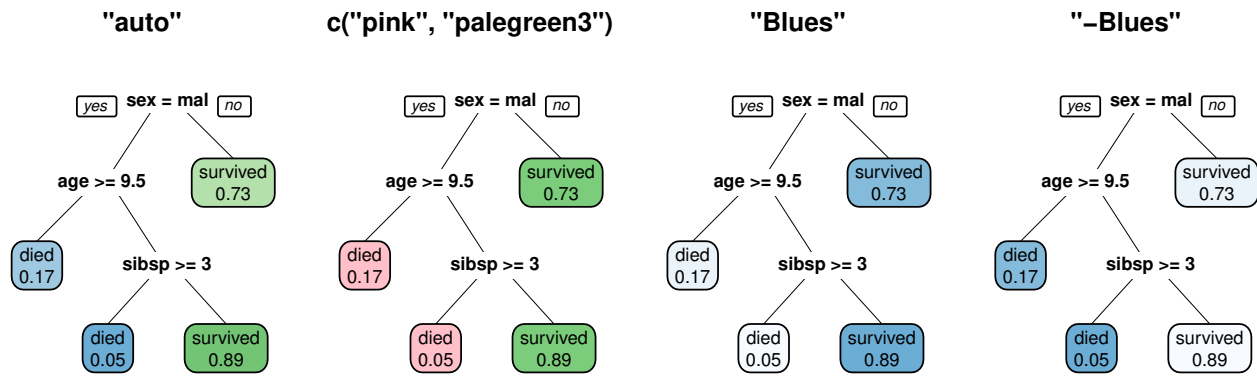 "auto"
yes sex = mal no
survived
0.73
age >= 9.5
died
0.17
sibsp >= 3
died
0.05
survived
0.89
c("pink", "palegreen3")
yes sex = mal no
survived
0.73
age >= 9.5
died
0.17
sibsp >= 3
died
0.05
survived
0.89
"Blues"
yes sex = mal no
survived
0.73
age >= 9.5
died
0.17
sibsp >= 3
died
0.05
survived
0.89
"−Blues"
yes sex = mal no
survived
0.73
age >= 9.5
died
0.17
sibsp >= 3
died
0.05
survived
0.89